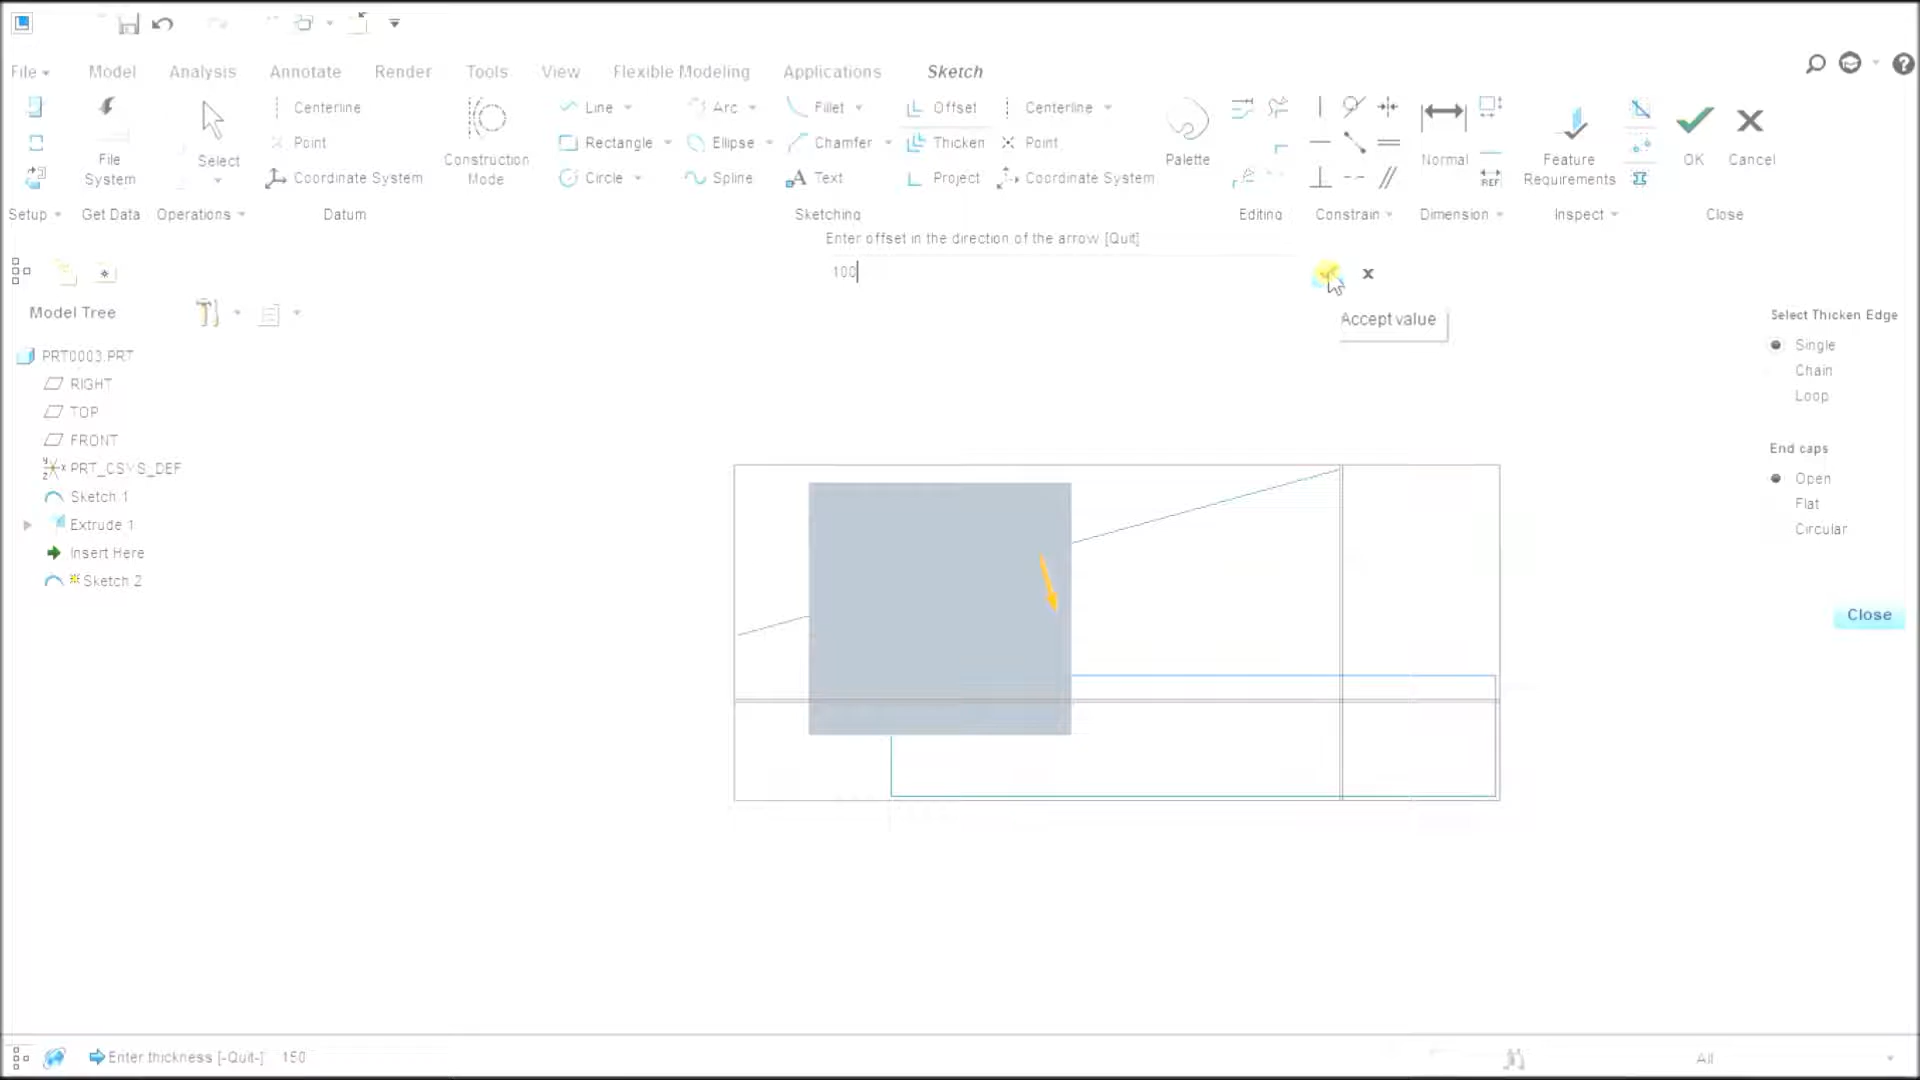 File Model Analysis Annotate Render Tools View Flexible Modeling Applications Sketch
Centerline Line Arc Fillet Offset Centerline
Point Rectangle Ellipse Chamfer Thicken Point
File System Select Coordinate System Construction Mode Circle Spline Text Project Coordinate System Palette Normal Feature Requirements OK Cancel
REF
Setup Get Data Operations Datum Sketching Editing Constrain Dimension Inspect Close
Enter offset in the direction of the arrow [Quit]
100
Accept value
Model Tree
PRT0003.PRT
RIGHT
TOP
FRONT
PRT_CSYS_DEF
Sketch 1
Extrude 1
Insert Here
Sketch 2
Select Thicken Edge
Single
Chain
Loop
End caps
Open
Flat
Circular
Close
Enter thickness [-Quit-] 150
All